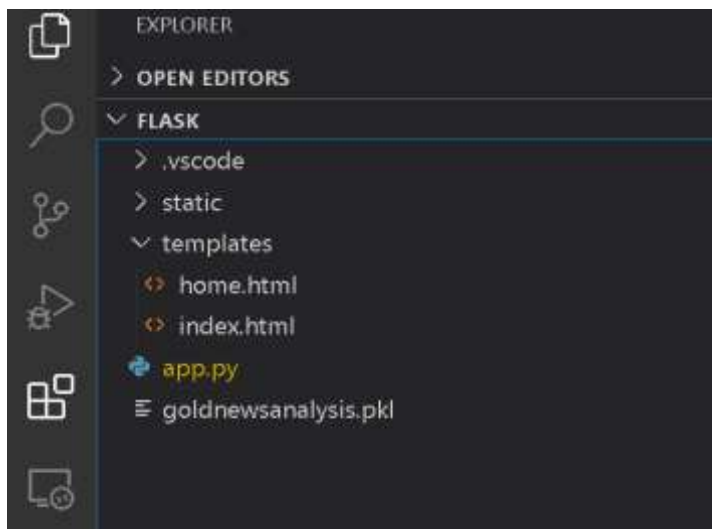 EXPLORER
OPEN EDITORS
FLASK
.vscode
static
templates
home.html
index.html
app.py
goldnewsanalysis.pkl